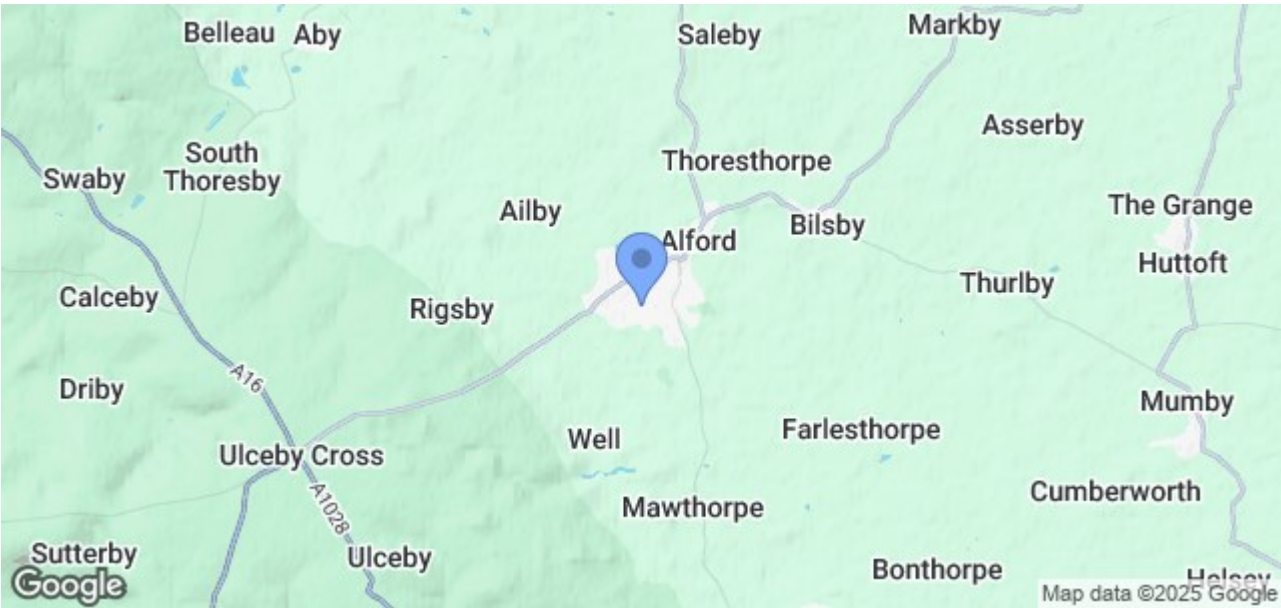 Belleau
Aby
Saleby
Markby
Asserby
South
Thoresby
Swaby
Thoresthorpe
Ailby
The Grange
Bilsby
Alford
Huttoft
Thurlby
Calceby
Rigsby
A16
Driby
Mumby
Well
Farlesthorpe
Ulceby Cross
Cumberworth
A1028
Mawthorpe
Sutterby
Ulceby
Bonthorpe
Helsey
Google
Map data ©2025 Google